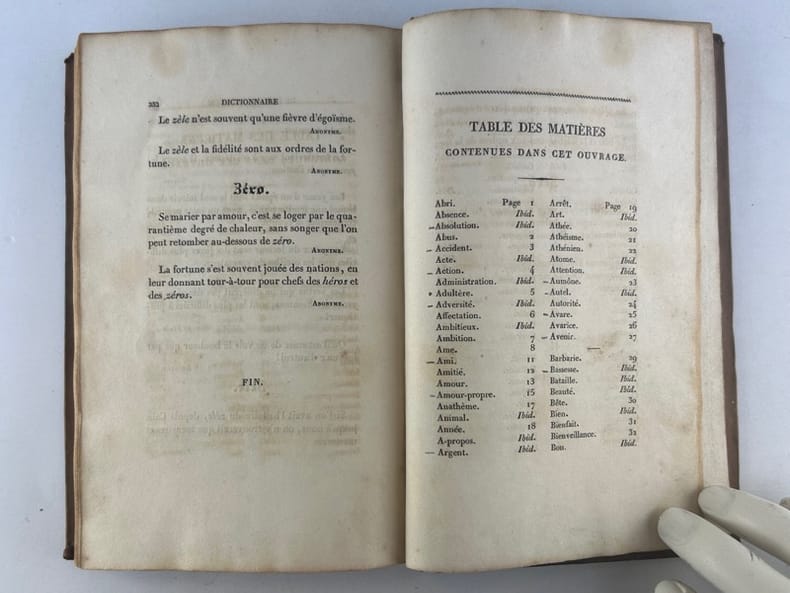 352 DICTIONNAIRE
Le zèle n'est souvent qu'une fièvre d'égoïsme.
ANONYME.
Le zèle et la fidélité sont aux ordres de la for-
tune.
ANONYME.
Zéro.
Se marier par amour, c'est se loger par le qua-
rantième degré de chaleur, sans songer que l'on
peut retomber au-dessous de zéro.
ANONYME.
La fortune s'est souvent jouée des nations, en
leur donnant tour-à-tour pour chefs des héros et
des zéros.
ANONYME.
FIN.
TABLE DES MATIÈRES
CONTENUES DANS CET OUVRAGE.
Abri. Page 1
Absence. Ibid.
Absolution. Ibid.
Abus. 2
Accident. 3
Acte. Ibid.
Action. 4
Administration. Ibid.
Adultère. 5
Adversité. Ibid.
Affectation. 6
Ambitieux. Ibid.
Ambition. 7
Ame. 8
Ami. 11
Amitié. 12
Amour. 13
Amour-propre. 15
Anathème. 17
Animal. Ibid.
Année. 18
A-propos. Ibid.
Argent. Ibid.
Arrêt. Page 19
Art. Ibid.
Athée. 20
Athéisme. 21
Athénien. 22
Atome. Ibid.
Attention. Ibid.
Aumône. 23
Autel. Ibid.
Autorité. 24
Avare. 25
Avarice. 26
Avenir. 27
Barbarie. 29
Bassesse. Ibid.
Bataille. Ibid.
Beauté. Ibid.
Bête. 30
Bien. Ibid.
Bienfait. 31
Bienveillance. 32
Bon. Ibid.